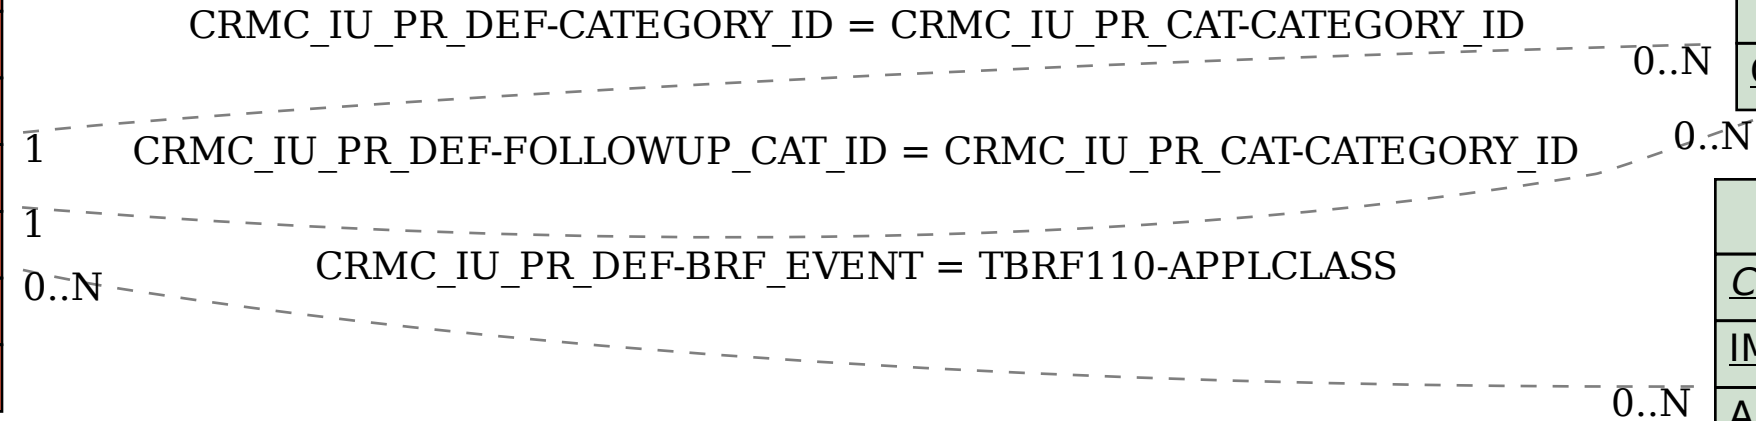 CRMC_IU_PR_DEF-CATEGORY_ID = CRMC_IU_PR_CAT-CATEGORY_ID
0..N
1
CRMC_IU_PR_DEF-FOLLOWUP_CAT_ID = CRMC_IU_PR_CAT-CATEGORY_ID
0..N
1
CRMC_IU_PR_DEF-BRF_EVENT = TBRF110-APPLCLASS
0..N
0..N